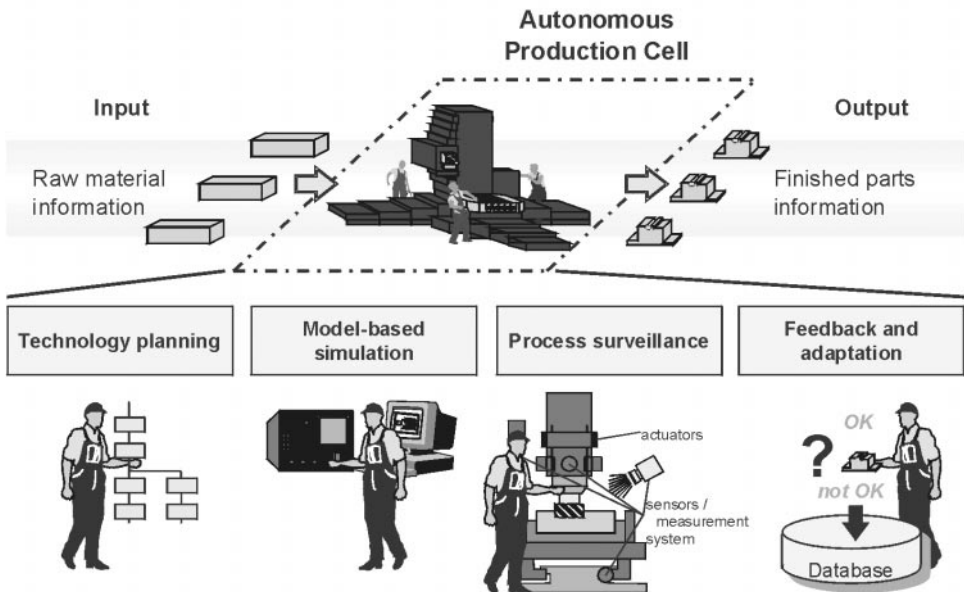 Autonomous
Production Cell
Input
Output
Raw material
information
Finished parts
information
Technology planning
Model-based
simulation
Process surveillance
Feedback and
adaptation
actuators
sensors /
measurement
system
OK
?
not OK
Database